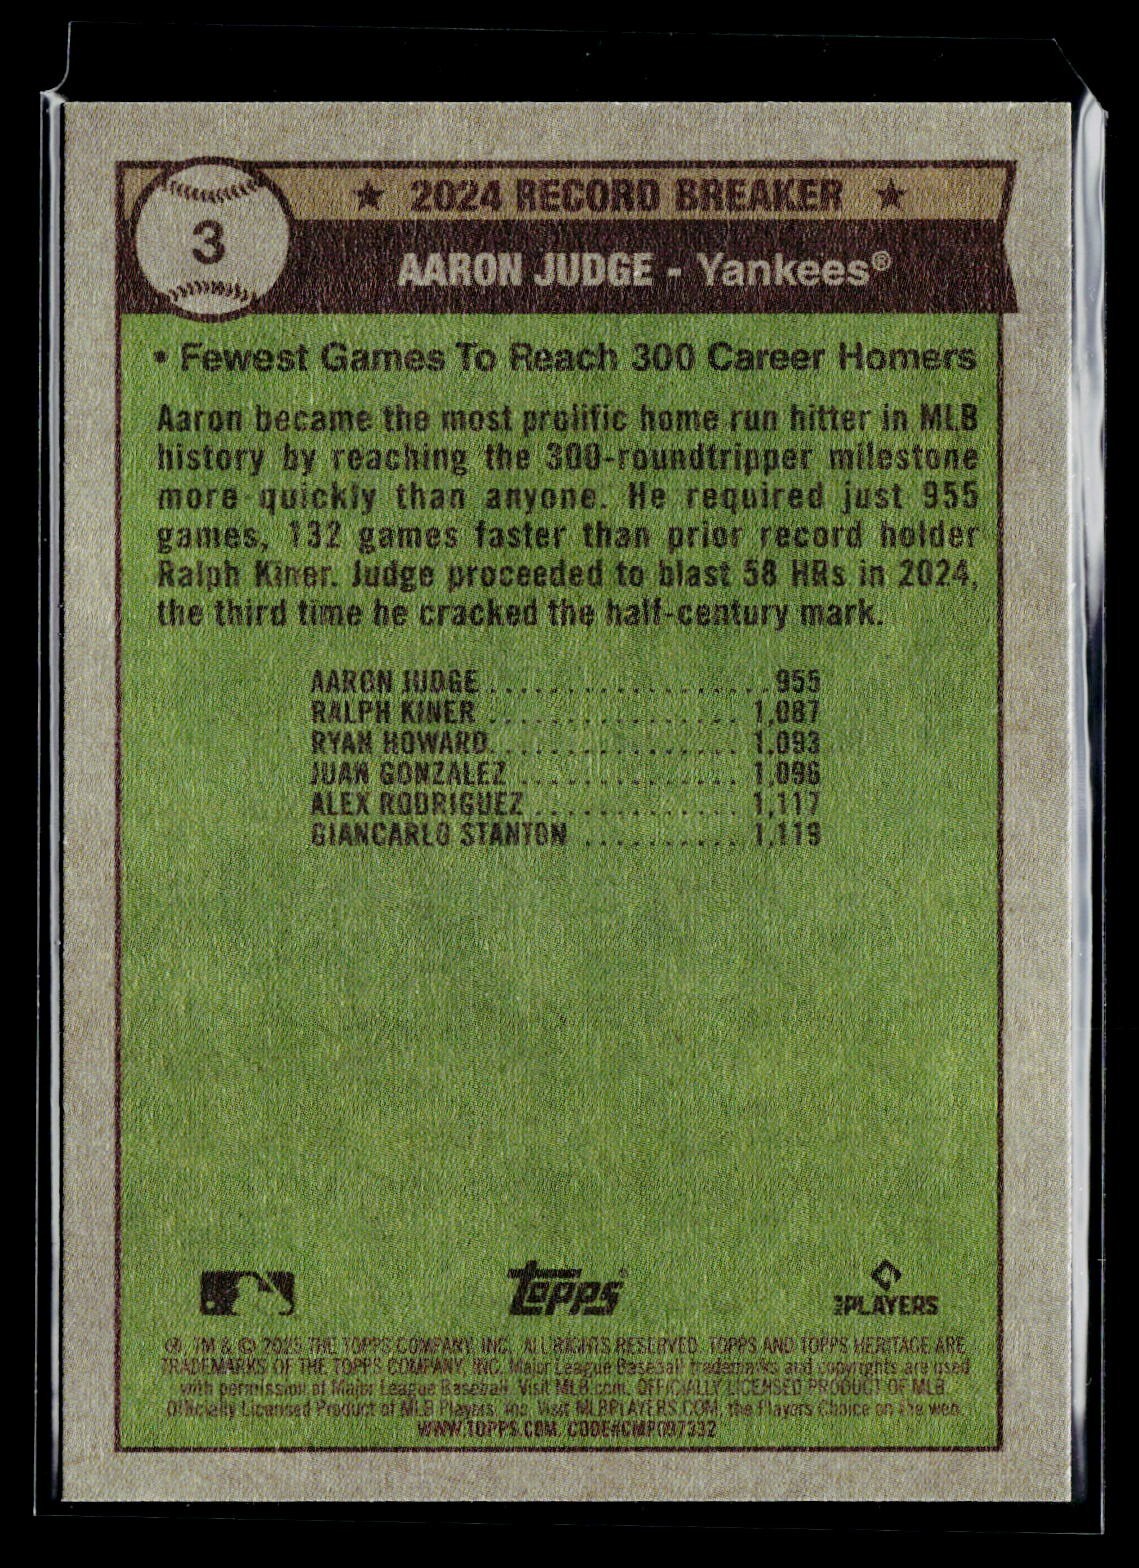 3
★ 2024 RECORD BREAKER ★
AARON JUDGE - Yankees®
• Fewest Games To Reach 300 Career Homers
Aaron became the most prolific home run hitter in MLB
history by reaching the 300-roundtripper milestone
more quickly than anyone. He required just 955
games, 132 games faster than prior record holder
Ralph Kiner. Judge proceeded to blast 58 HRs in 2024,
the third time he cracked the half-century mark.
AARON JUDGE . . . . . . . . . . . . . . . . . . . 955
RALPH KINER . . . . . . . . . . . . . . . . . 1,087
RYAN HOWARD . . . . . . . . . . . . . . . . 1,093
JUAN GONZALEZ . . . . . . . . . . . . . . . 1,096
ALEX RODRIGUEZ . . . . . . . . . . . . . . 1,117
GIANCARLO STANTON . . . . . . . . . . . 1,119
topps®
MLB PLAYERS
® TM & © 2025 THE TOPPS COMPANY, INC. ALL RIGHTS RESERVED. TOPPS AND TOPPS HERITAGE ARE
TRADEMARKS OF THE TOPPS COMPANY, INC. Major League Baseball trademarks and copyrights are used
with permission of Major League Baseball. Visit MLB.com. OFFICIALLY LICENSED PRODUCT OF MLB
Officially Licensed Product of MLB Players, Inc. Visit MLBPLAYERS.COM, the Players Choice on the web.
WWW.TOPPS.COM CODE#CMP097332